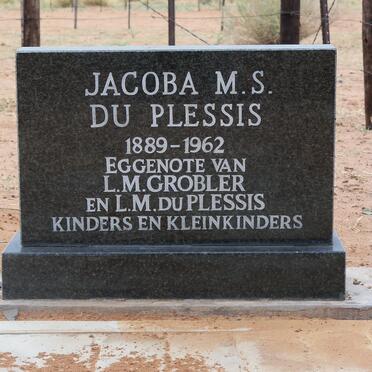 JACOBA M.S.
DU PLESSIS
1889-1962
EGGENOTE VAN
L.M. GROBLER
EN L.M. DU PLESSIS
KINDERS EN KLEINKINDERS